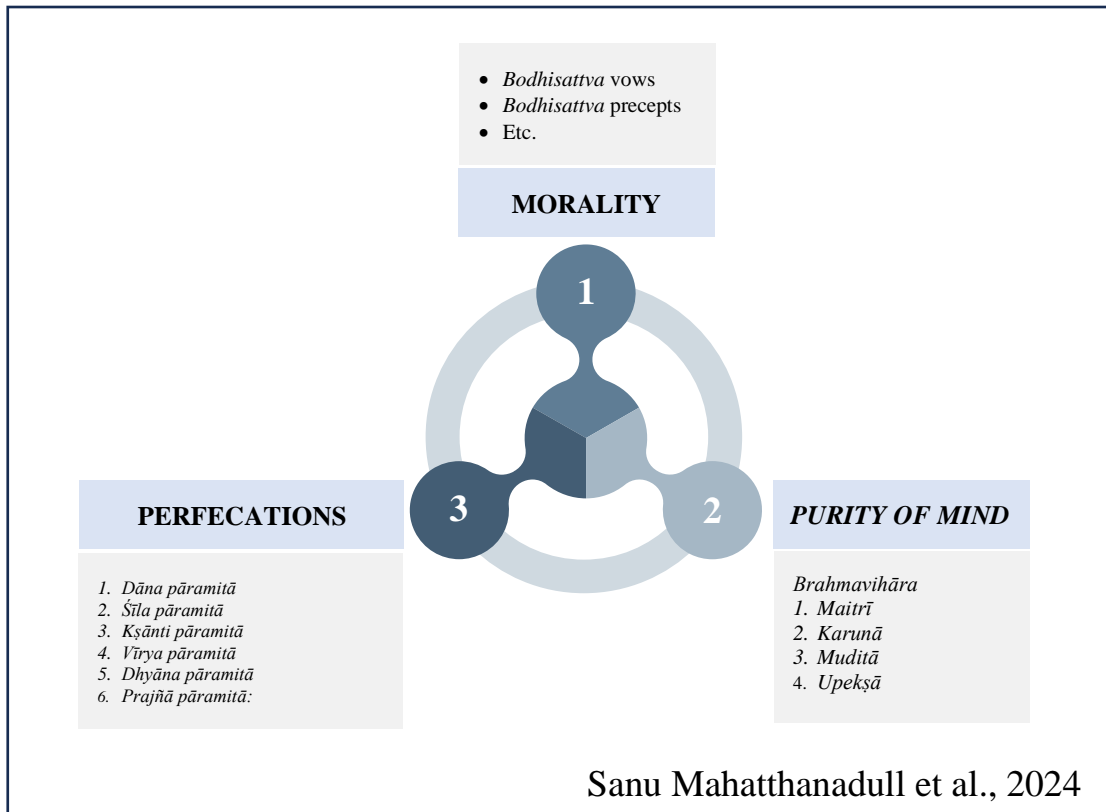 • Bodhisattva vows
• Bodhisattva precepts
• Etc.
MORALITY
1
PERFECATIONS
3
2
PURITY OF MIND
1. Dāna pāramitā
2. Śīla pāramitā
3. Kṣānti pāramitā
4. Vīrya pāramitā
5. Dhyāna pāramitā
6. Prajñā pāramitā:
Brahmavihāra
1. Maitrī
2. Karunā
3. Muditā
4. Upekṣā
Sanu Mahatthanadull et al., 2024